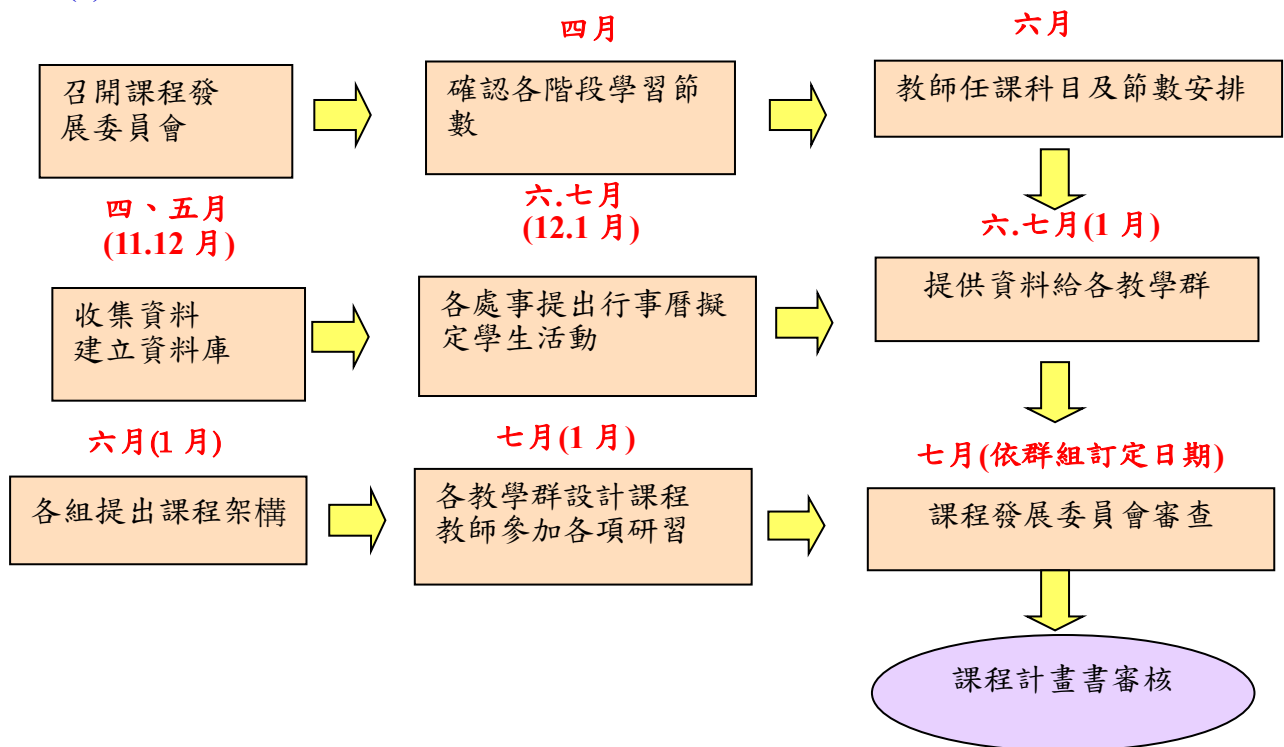 四月
六月
召開課程發
展委員會
確認各階段學習節
數
教師任課科目及節數安排
四、五月
(11.12 月)
六.七月
(12.1 月)
六.七月(1 月)
收集資料
建立資料庫
各處事提出行事曆擬
定學生活動
提供資料給各教學群
六月(1 月)
七月(1 月)
七月(依群組訂定日期)
各組提出課程架構
各教學群設計課程
教師參加各項研習
課程發展委員會審查
課程計畫書審核